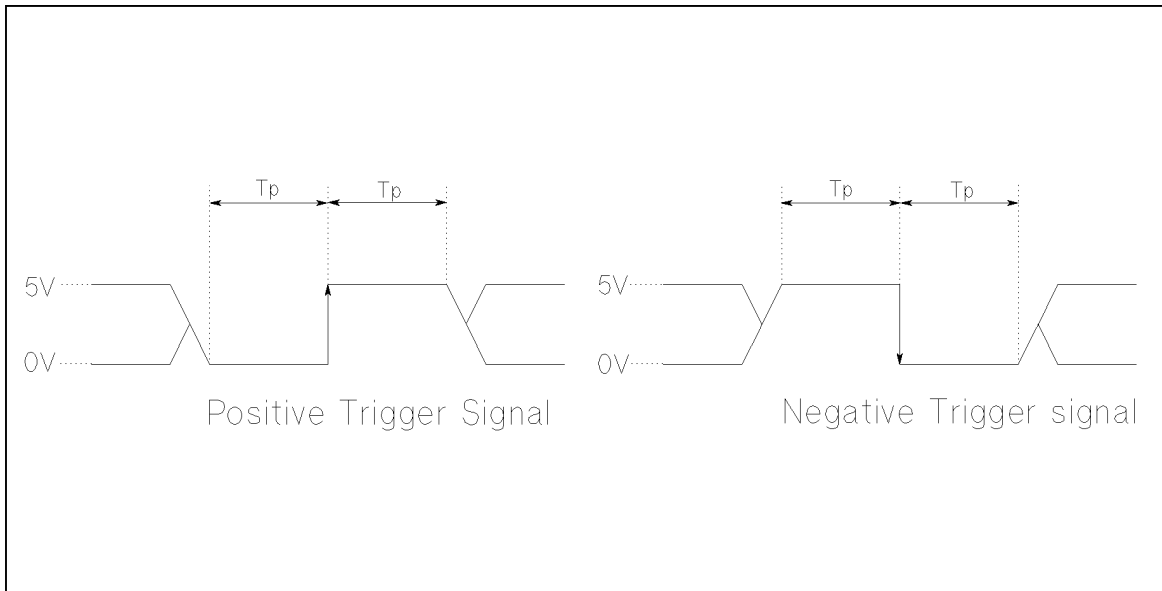 Tp Tp
5V
0V
Positive Trigger Signal
Tp Tp
5V
0V
Negative Trigger signal